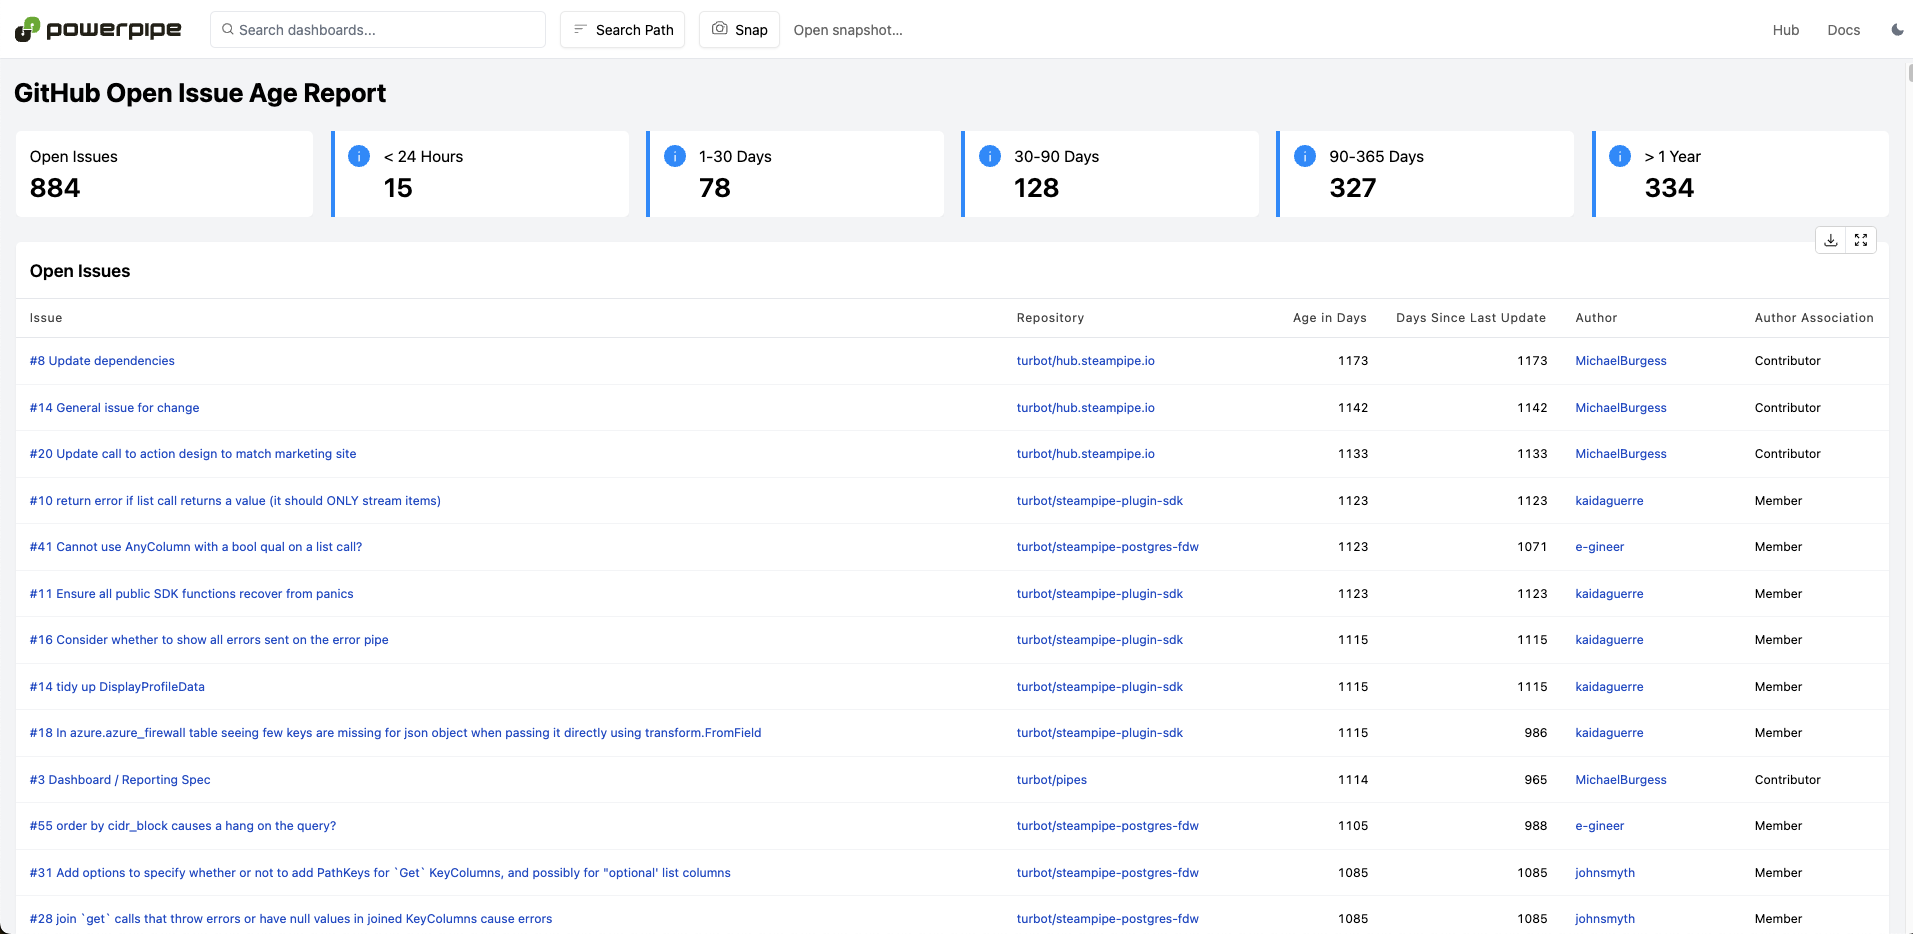 powerpipe Search dashboards... Search Path Snap Open snapshot... Hub Docs
GitHub Open Issue Age Report
Open Issues
884
< 24 Hours
15
1-30 Days
78
30-90 Days
128
90-365 Days
327
> 1 Year
334
Open Issues
Issue Repository Age in Days Days Since Last Update Author Author Association
#8 Update dependencies turbot/hub.steampipe.io 1173 1173 MichaelBurgess Contributor
#14 General issue for change turbot/hub.steampipe.io 1142 1142 MichaelBurgess Contributor
#20 Update call to action design to match marketing site turbot/hub.steampipe.io 1133 1133 MichaelBurgess Contributor
#10 return error if list call returns a value (it should ONLY stream items) turbot/steampipe-plugin-sdk 1123 1123 kaidaguerre Member
#41 Cannot use AnyColumn with a bool qual on a list call? turbot/steampipe-postgres-fdw 1123 1071 e-gineer Member
#11 Ensure all public SDK functions recover from panics turbot/steampipe-plugin-sdk 1123 1123 kaidaguerre Member
#16 Consider whether to show all errors sent on the error pipe turbot/steampipe-plugin-sdk 1115 1115 kaidaguerre Member
#14 tidy up DisplayProfileData turbot/steampipe-plugin-sdk 1115 1115 kaidaguerre Member
#18 In azure.azure_firewall table seeing few keys are missing for json object when passing it directly using transform.FromField turbot/steampipe-plugin-sdk 1115 986 kaidaguerre Member
#3 Dashboard / Reporting Spec turbot/pipes 1114 965 MichaelBurgess Contributor
#55 order by cidr_block causes a hang on the query? turbot/steampipe-postgres-fdw 1105 988 e-gineer Member
#31 Add options to specify whether or not to add PathKeys for `Get` KeyColumns, and possibly for "optional' list columns turbot/steampipe-postgres-fdw 1085 1085 johnsmyth Member
#28 join `get` calls that throw errors or have null values in joined KeyColumns cause errors turbot/steampipe-postgres-fdw 1085 1085 johnsmyth Member